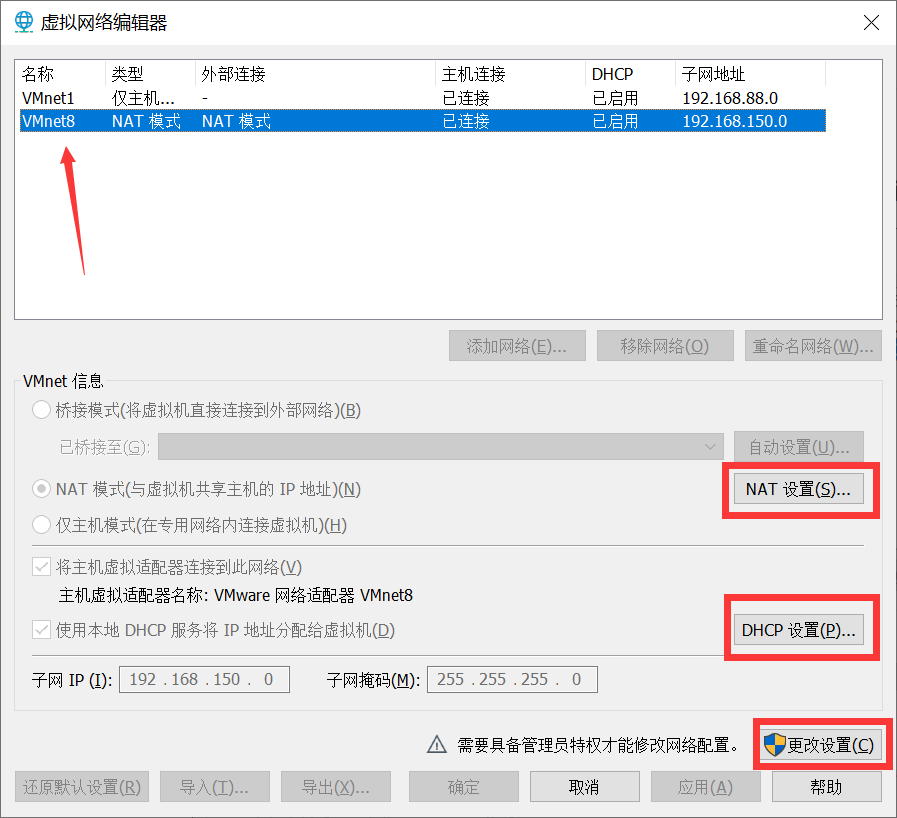 虚拟网络编辑器
名称 类型 外部连接 主机连接 DHCP 子网地址
VMnet1 仅主机... - 已连接 已启用 192.168.88.0
VMnet8 NAT 模式 NAT 模式 已连接 已启用 192.168.150.0
添加网络(E)... 移除网络(O) 重命名网络(W)...
VMnet 信息
桥接模式(将虚拟机直接连接到外部网络)(B)
已桥接至(G): 自动设置(U)...
NAT 模式(与虚拟机共享主机的 IP 地址)(N) NAT 设置(S)...
仅主机模式(在专用网络内连接虚拟机)(H)
将主机虚拟适配器连接到此网络(V)
主机虚拟适配器名称: VMware 网络适配器 VMnet8
使用本地 DHCP 服务将 IP 地址分配给虚拟机(D) DHCP 设置(P)...
子网 IP (I): 192 . 168 . 150 . 0 子网掩码(M): 255 . 255 . 255 . 0
需要具备管理员特权才能修改网络配置。 更改设置(C)
还原默认设置(R) 导入(T)... 导出(X)... 确定 取消 应用(A) 帮助